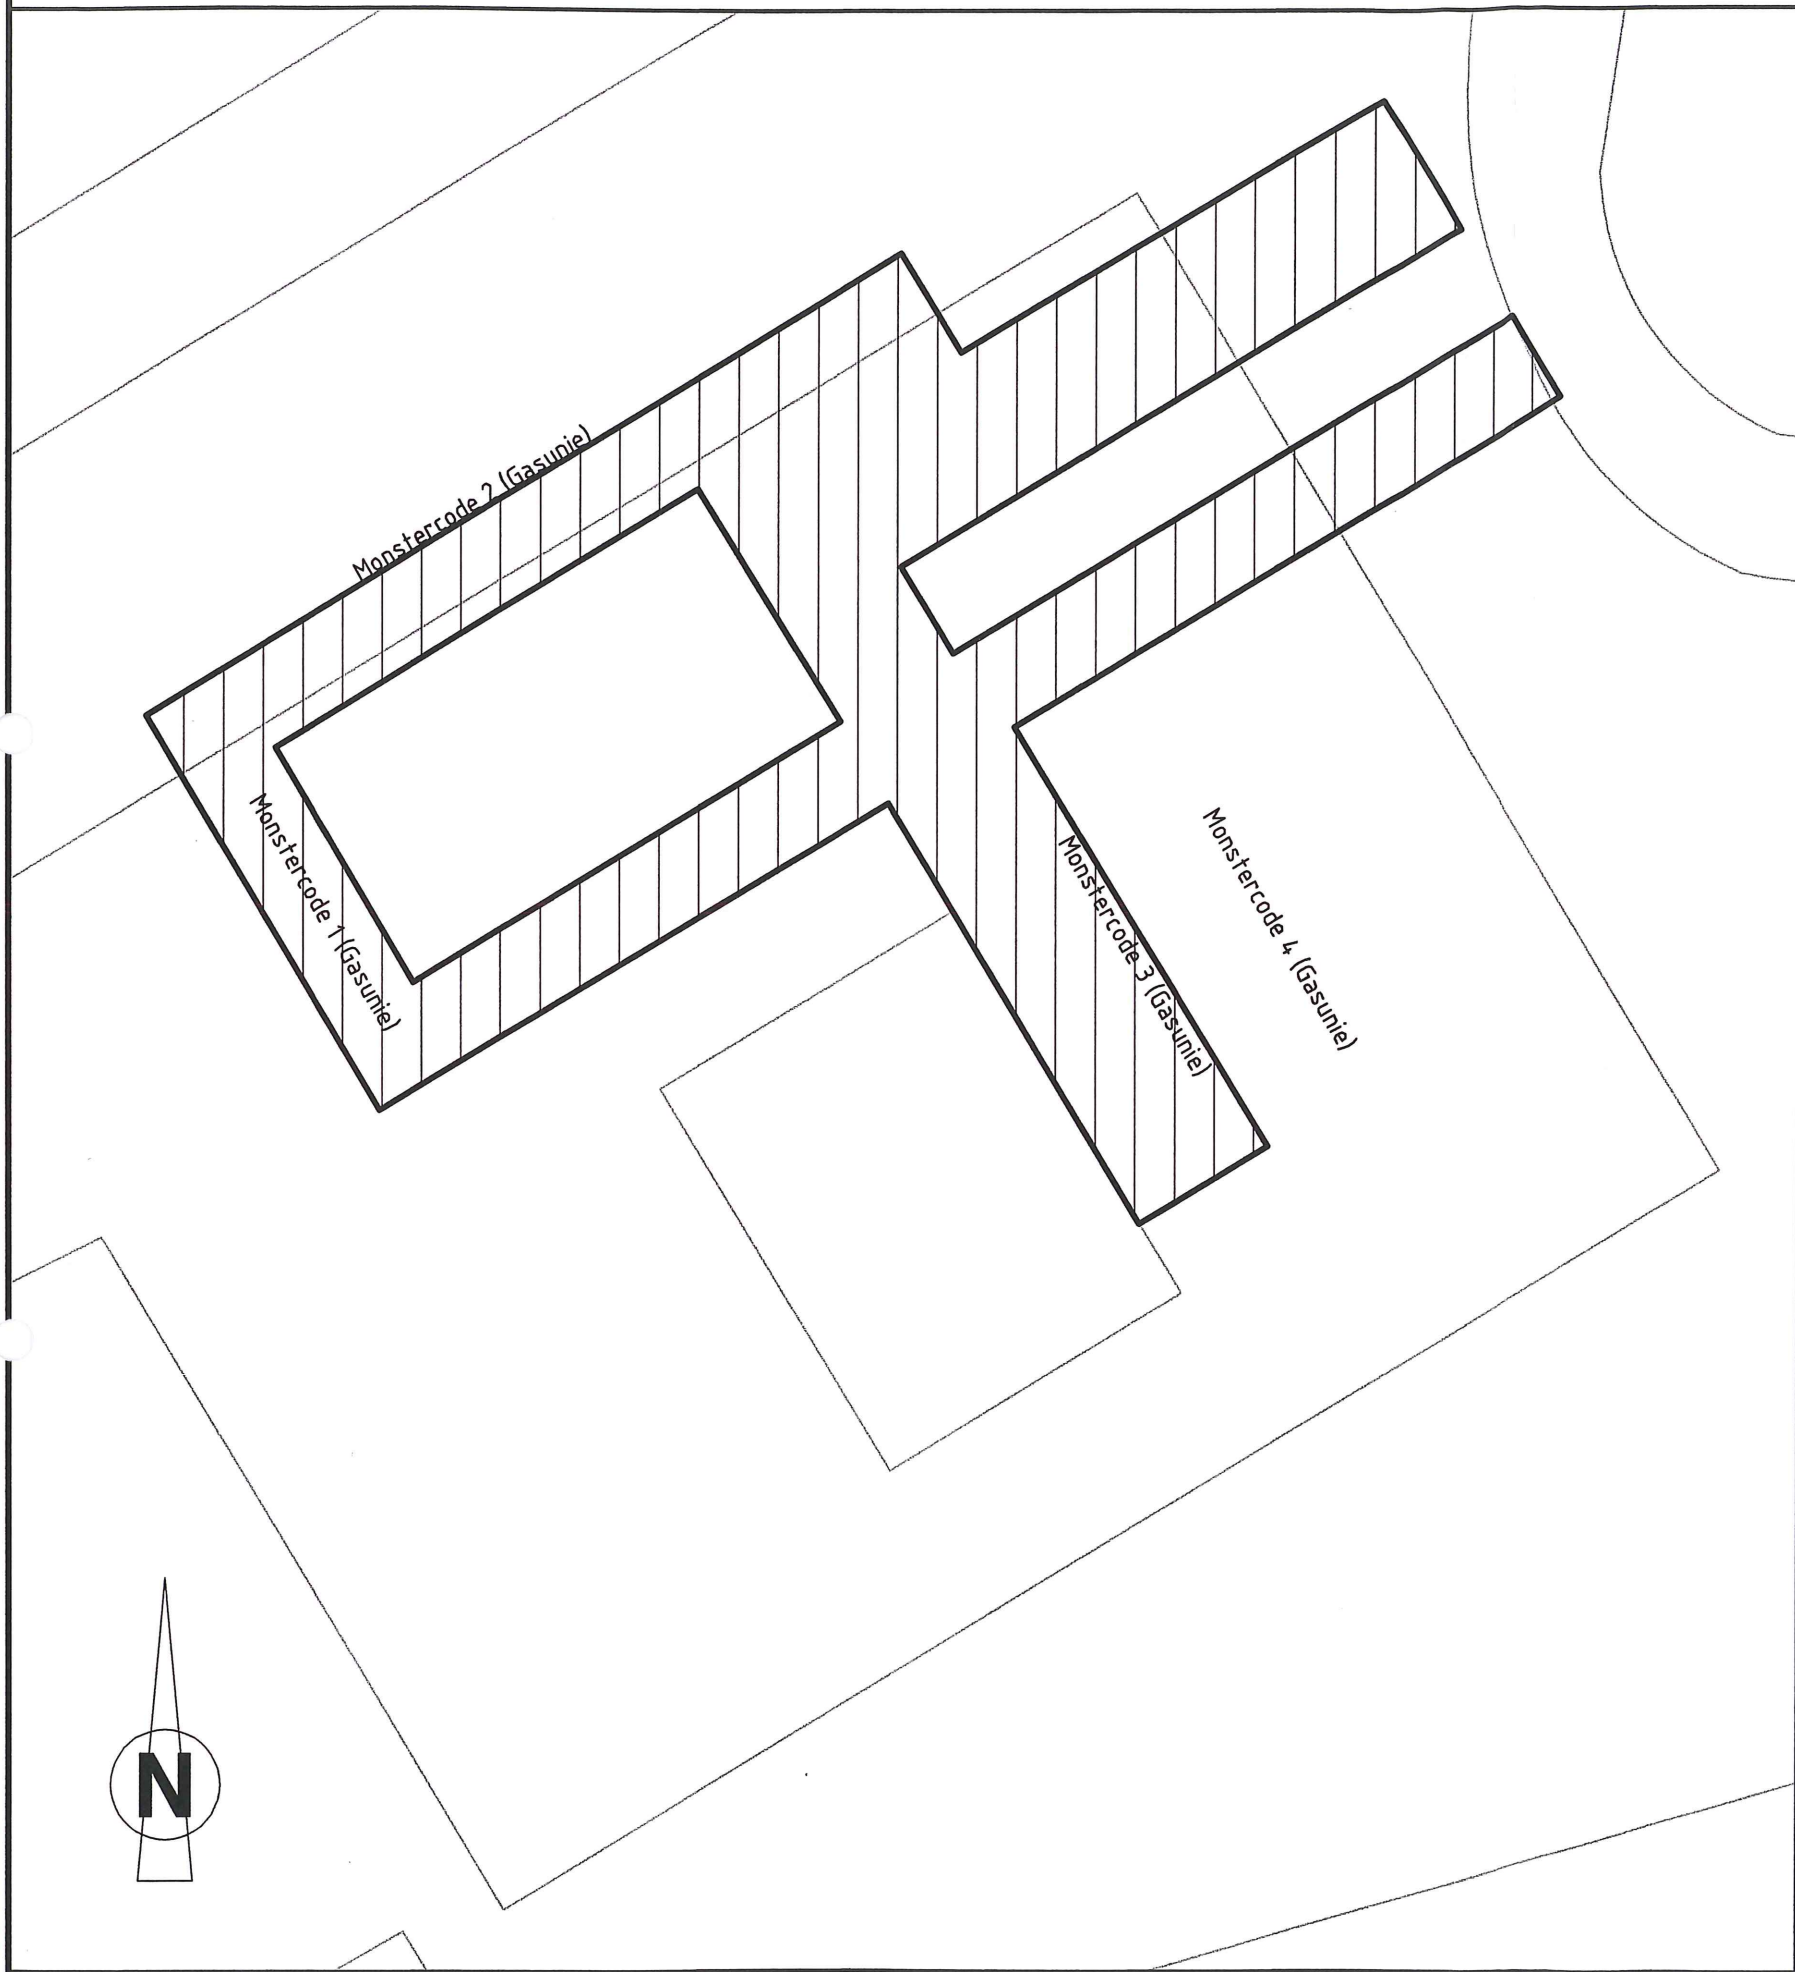 Monstercode 2 (Gasunie)
Monstercode 1 (Gasunie)
Monstercode 3 (Gasunie)
Monstercode 4 (Gasunie)
N